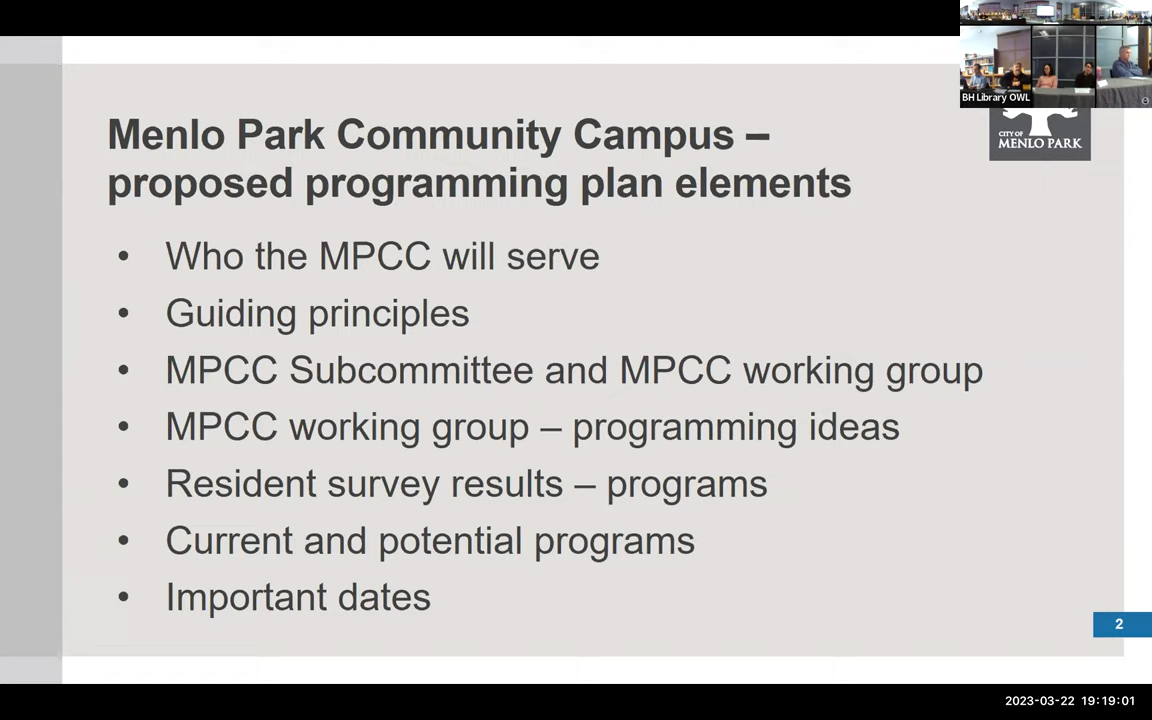 BH Library OWL
CITY OF
MENLO PARK
Menlo Park Community Campus –
proposed programming plan elements
• Who the MPCC will serve
• Guiding principles
• MPCC Subcommittee and MPCC working group
• MPCC working group – programming ideas
• Resident survey results – programs
• Current and potential programs
• Important dates
2
2023-03-22 19:19:01